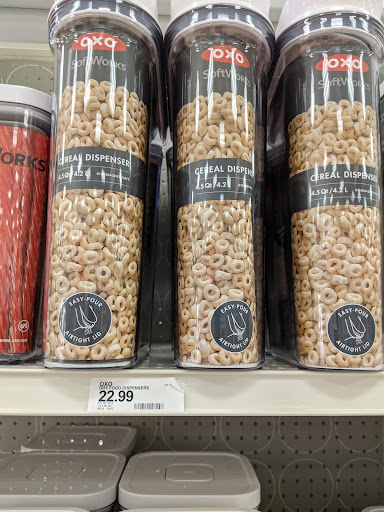 OXO
SOFTWORKS
CEREAL DISPENSER
4.5 Qt / 4.2 L
EASY-POUR
AIRTIGHT LID
OXO
SOFTWORKS
CEREAL DISPENSER
4.5 Qt / 4.2 L
EASY-POUR
AIRTIGHT LID
OXO
SOFTWORKS
CEREAL DISPENSER
4.5 Qt / 4.2 L
EASY-POUR
AIRTIGHT LID
WORKS
OXO
DRY FOOD DISPENSERS
22.99